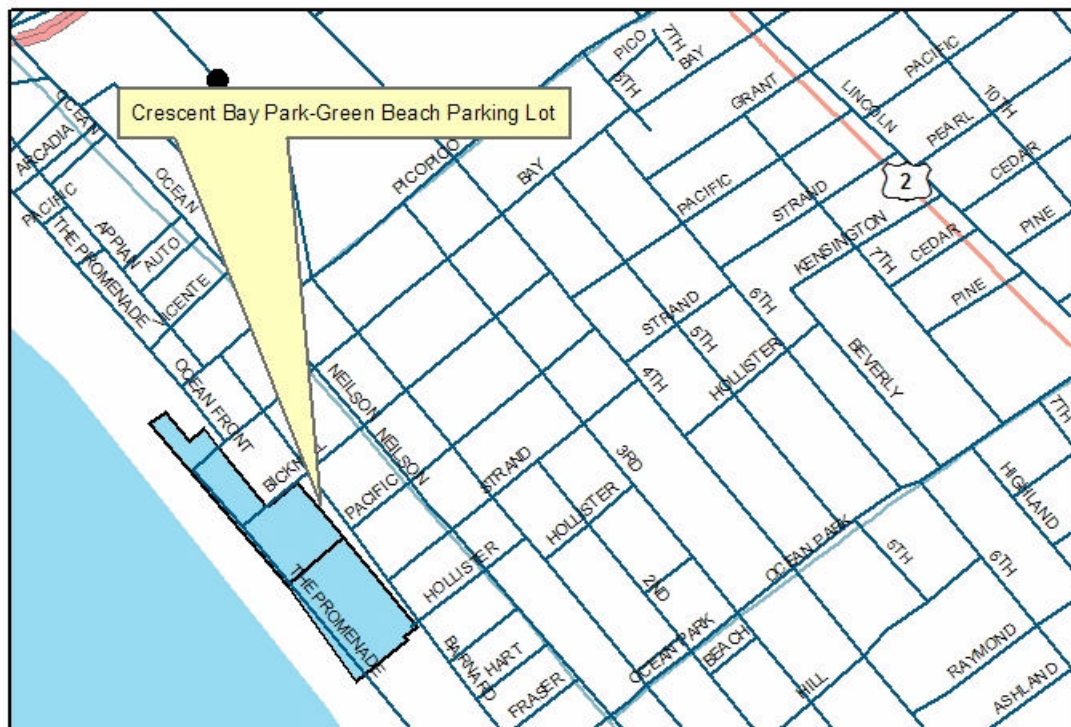 PICO
7TH
BAY
6TH
PACIFIC
GRANT
LINCOLN
10TH
OCEAN
Crescent Bay Park-Green Beach Parking Lot
ARCADIA
PEARL
CEDAR
OCEAN
PICOPICO
BAY
PACIFIC
STRAND
2
PACIFIC
THE PROMENADE
APPIAN
AUTO
VICENTE
KENSINGTON
7TH
CEDAR
PINE
PINE
STRAND
6TH
5TH
HOLLISTER
BEVERLY
OCEAN FRONT
NEILSON
4TH
NEILSON
STRAND
3RD
7TH
PACIFIC
HOLLISTER
HIGHLAND
OCEAN PARK
5TH
6TH
THE PROMENADE
HOLLISTER
2ND
OCEAN PARK
BEACH
BARNARD
HART
FRASER
HILL
RAYMOND
ASHLAND